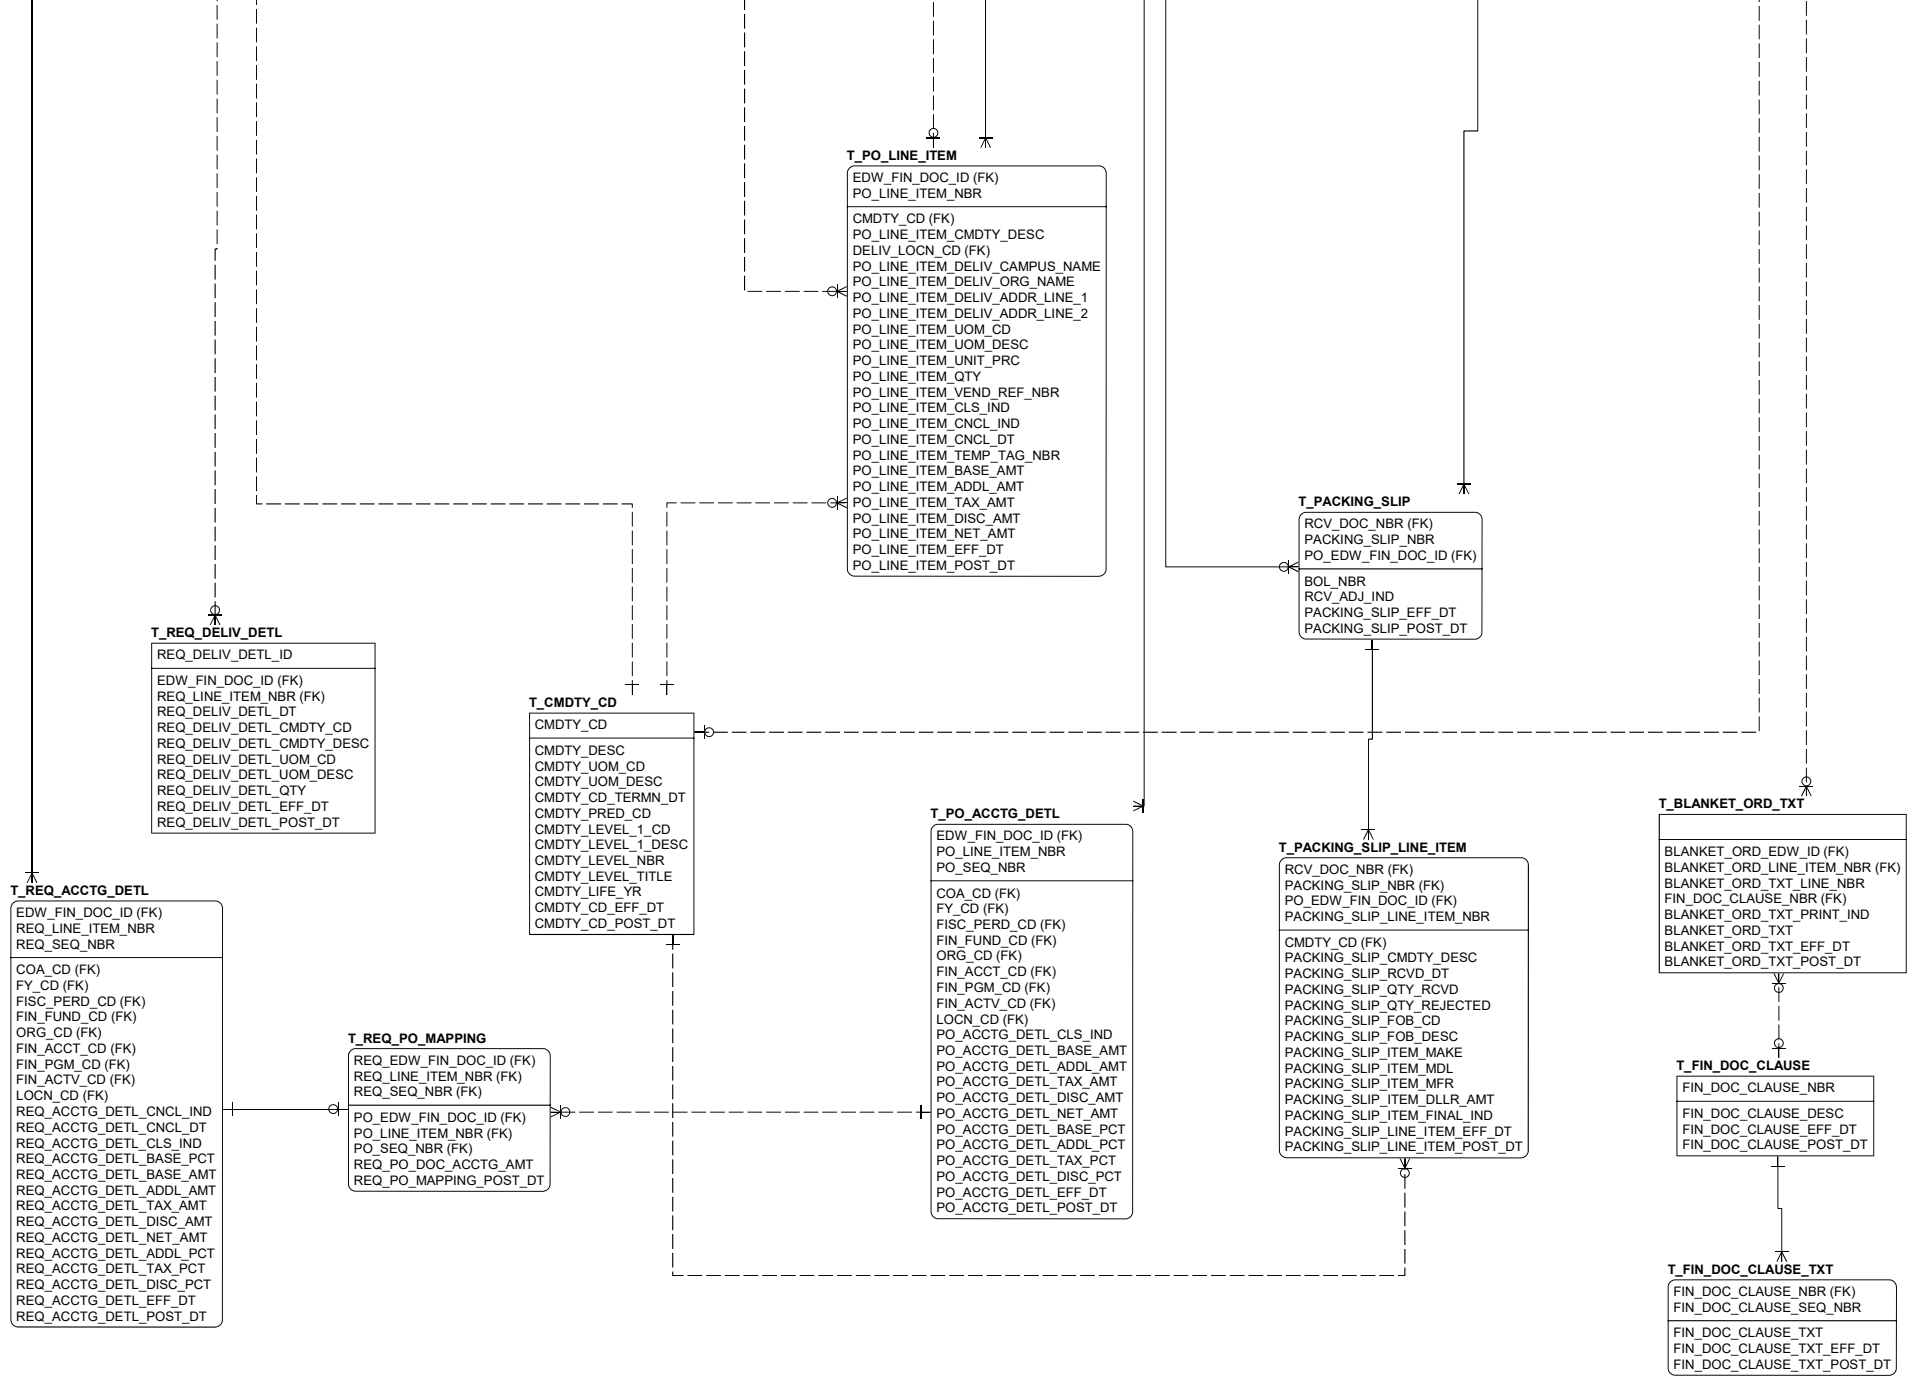 T_PO_LINE_ITEM
EDW_FIN_DOC_ID (FK)
PO_LINE_ITEM_NBR
CMDTY_CD (FK)
PO_LINE_ITEM_CMDTY_DESC
DELIV_LOCN_CD (FK)
PO_LINE_ITEM_DELIV_CAMPUS_NAME
PO_LINE_ITEM_DELIV_ORG_NAME
PO_LINE_ITEM_DELIV_ADDR_LINE_1
PO_LINE_ITEM_DELIV_ADDR_LINE_2
PO_LINE_ITEM_UOM_CD
PO_LINE_ITEM_UOM_DESC
PO_LINE_ITEM_UNIT_PRC
PO_LINE_ITEM_QTY
PO_LINE_ITEM_VEND_REF_NBR
PO_LINE_ITEM_CLS_IND
PO_LINE_ITEM_CNCL_IND
PO_LINE_ITEM_CNCL_DT
PO_LINE_ITEM_TEMP_TAG_NBR
PO_LINE_ITEM_BASE_AMT
PO_LINE_ITEM_ADDL_AMT
PO_LINE_ITEM_TAX_AMT
PO_LINE_ITEM_DISC_AMT
PO_LINE_ITEM_NET_AMT
PO_LINE_ITEM_EFF_DT
PO_LINE_ITEM_POST_DT
T_PACKING_SLIP
RCV_DOC_NBR (FK)
PACKING_SLIP_NBR
PO_EDW_FIN_DOC_ID (FK)
BOL_NBR
RCV_ADJ_IND
PACKING_SLIP_EFF_DT
PACKING_SLIP_POST_DT
T_REQ_DELIV_DETL
REQ_DELIV_DETL_ID
EDW_FIN_DOC_ID (FK)
REQ_LINE_ITEM_NBR (FK)
REQ_DELIV_DETL_DT
REQ_DELIV_DETL_CMDTY_CD
REQ_DELIV_DETL_CMDTY_DESC
REQ_DELIV_DETL_UOM_CD
REQ_DELIV_DETL_UOM_DESC
REQ_DELIV_DETL_QTY
REQ_DELIV_DETL_EFF_DT
REQ_DELIV_DETL_POST_DT
T_CMDTY_CD
CMDTY_CD
CMDTY_DESC
CMDTY_UOM_CD
CMDTY_UOM_DESC
CMDTY_CD_TERMN_DT
CMDTY_PRED_CD
CMDTY_LEVEL_1_CD
CMDTY_LEVEL_1_DESC
CMDTY_LEVEL_NBR
CMDTY_LEVEL_TITLE
CMDTY_LIFE_YR
CMDTY_CD_EFF_DT
CMDTY_CD_POST_DT
T_PO_ACCTG_DETL
EDW_FIN_DOC_ID (FK)
PO_LINE_ITEM_NBR
PO_SEQ_NBR
COA_CD (FK)
FY_CD (FK)
FISC_PERD_CD (FK)
FIN_FUND_CD (FK)
ORG_CD (FK)
FIN_ACCT_CD (FK)
FIN_PGM_CD (FK)
FIN_ACTV_CD (FK)
LOCN_CD (FK)
PO_ACCTG_DETL_CLS_IND
PO_ACCTG_DETL_BASE_AMT
PO_ACCTG_DETL_ADDL_AMT
PO_ACCTG_DETL_TAX_AMT
PO_ACCTG_DETL_DISC_AMT
PO_ACCTG_DETL_NET_AMT
PO_ACCTG_DETL_BASE_PCT
PO_ACCTG_DETL_ADDL_PCT
PO_ACCTG_DETL_TAX_PCT
PO_ACCTG_DETL_DISC_PCT
PO_ACCTG_DETL_EFF_DT
PO_ACCTG_DETL_POST_DT
T_PACKING_SLIP_LINE_ITEM
RCV_DOC_NBR (FK)
PACKING_SLIP_NBR (FK)
PO_EDW_FIN_DOC_ID (FK)
PACKING_SLIP_LINE_ITEM_NBR
CMDTY_CD (FK)
PACKING_SLIP_CMDTY_DESC
PACKING_SLIP_RCVD_DT
PACKING_SLIP_QTY_RCVD
PACKING_SLIP_QTY_REJECTED
PACKING_SLIP_FOB_CD
PACKING_SLIP_FOB_DESC
PACKING_SLIP_ITEM_MAKE
PACKING_SLIP_ITEM_MDL
PACKING_SLIP_ITEM_MFR
PACKING_SLIP_ITEM_DLLR_AMT
PACKING_SLIP_ITEM_FINAL_IND
PACKING_SLIP_LINE_ITEM_EFF_DT
PACKING_SLIP_LINE_ITEM_POST_DT
T_BLANKET_ORD_TXT
BLANKET_ORD_EDW_ID (FK)
BLANKET_ORD_LINE_ITEM_NBR (FK)
BLANKET_ORD_TXT_LINE_NBR
FIN_DOC_CLAUSE_NBR (FK)
BLANKET_ORD_TXT_PRINT_IND
BLANKET_ORD_TXT
BLANKET_ORD_TXT_EFF_DT
BLANKET_ORD_TXT_POST_DT
T_REQ_ACCTG_DETL
EDW_FIN_DOC_ID (FK)
REQ_LINE_ITEM_NBR
REQ_SEQ_NBR
COA_CD (FK)
FY_CD (FK)
FISC_PERD_CD (FK)
FIN_FUND_CD (FK)
ORG_CD (FK)
FIN_ACCT_CD (FK)
FIN_PGM_CD (FK)
FIN_ACTV_CD (FK)
LOCN_CD (FK)
REQ_ACCTG_DETL_CNCL_IND
REQ_ACCTG_DETL_CNCL_DT
REQ_ACCTG_DETL_CLS_IND
REQ_ACCTG_DETL_BASE_PCT
REQ_ACCTG_DETL_BASE_AMT
REQ_ACCTG_DETL_ADDL_AMT
REQ_ACCTG_DETL_TAX_AMT
REQ_ACCTG_DETL_DISC_AMT
REQ_ACCTG_DETL_NET_AMT
REQ_ACCTG_DETL_ADDL_PCT
REQ_ACCTG_DETL_TAX_PCT
REQ_ACCTG_DETL_DISC_PCT
REQ_ACCTG_DETL_EFF_DT
REQ_ACCTG_DETL_POST_DT
T_REQ_PO_MAPPING
REQ_EDW_FIN_DOC_ID (FK)
REQ_LINE_ITEM_NBR (FK)
REQ_SEQ_NBR (FK)
PO_EDW_FIN_DOC_ID (FK)
PO_LINE_ITEM_NBR (FK)
PO_SEQ_NBR (FK)
REQ_PO_DOC_ACCTG_AMT
REQ_PO_MAPPING_POST_DT
T_FIN_DOC_CLAUSE
FIN_DOC_CLAUSE_NBR
FIN_DOC_CLAUSE_DESC
FIN_DOC_CLAUSE_EFF_DT
FIN_DOC_CLAUSE_POST_DT
T_FIN_DOC_CLAUSE_TXT
FIN_DOC_CLAUSE_NBR (FK)
FIN_DOC_CLAUSE_SEQ_NBR
FIN_DOC_CLAUSE_TXT
FIN_DOC_CLAUSE_TXT_EFF_DT
FIN_DOC_CLAUSE_TXT_POST_DT